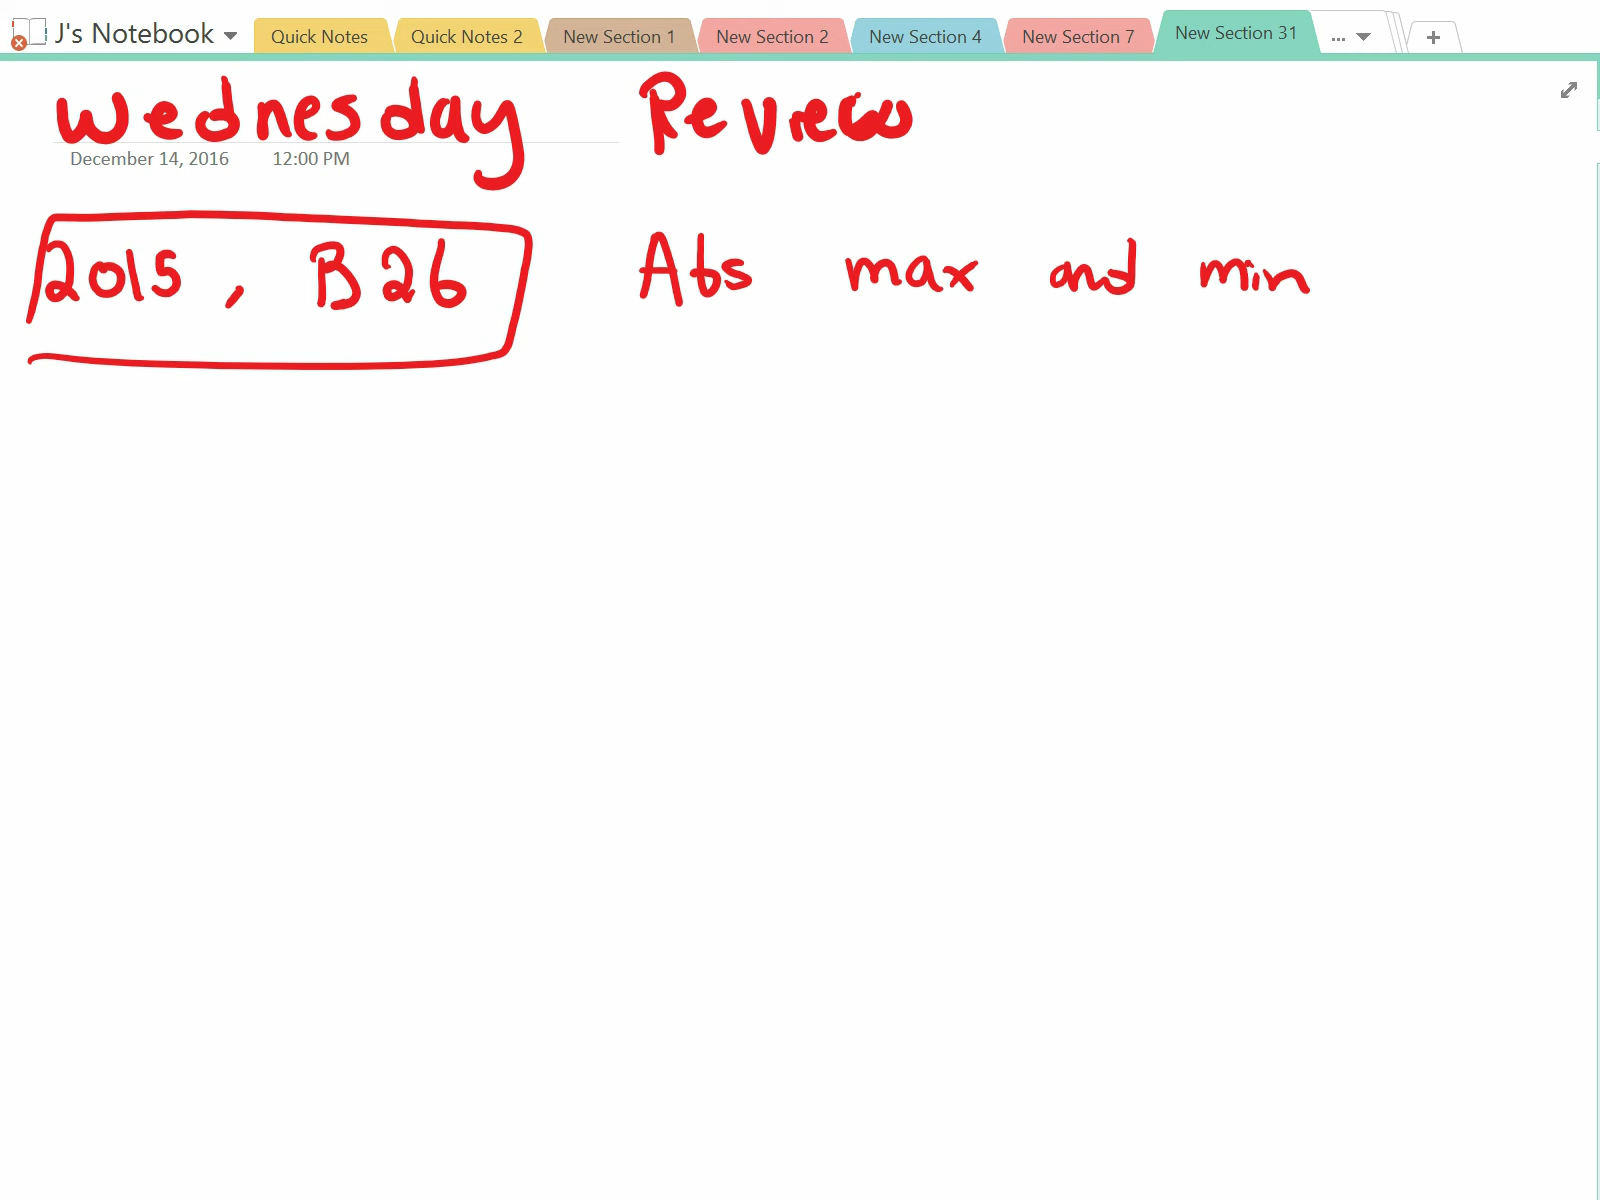 J's Notebook Quick Notes Quick Notes 2 New Section 1 New Section 2 New Section 4 New Section 7 New Section 31 ... +
Wednesday Review
December 14, 2016 12:00 PM
2015, B26 Abs max and min